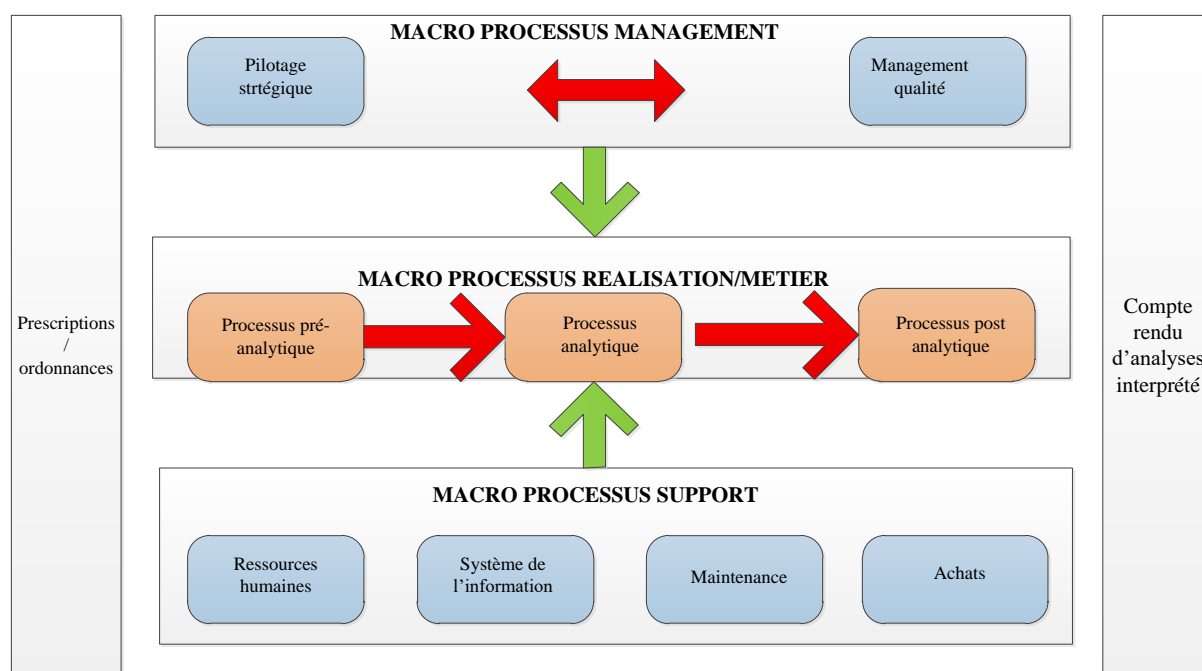 MACRO PROCESSUS MANAGEMENT
Pilotage
strtégique
Management
qualité
MACRO PROCESSUS REALISATION/METIER
Prescriptions
/
ordonnances
Processus pré-
analytique
Processus
analytique
Processus post
analytique
Compte
rendu
d’analyses
interprété
MACRO PROCESSUS SUPPORT
Ressources
humaines
Système de
l’information
Maintenance
Achats